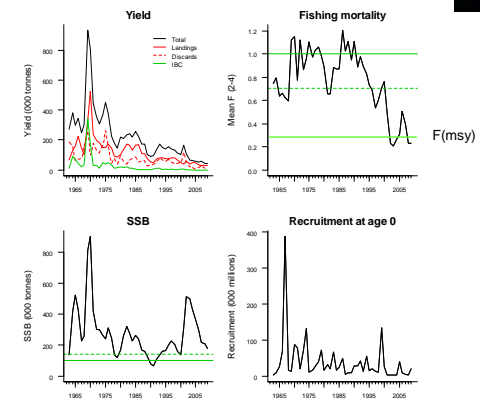 Yield
Yield (000 tonnes)
800
600
400
200
0
1965 1975 1985 1995 2005
Total
Landings
Discards
IBC
Fishing mortality
Mean F (2-4)
1.2
1.0
0.8
0.6
0.4
0.2
0.0
1965 1975 1985 1995 2005
F(msy)
SSB
SSB (000 tonnes)
800
600
400
200
0
1965 1975 1985 1995 2005
Recruitment at age 0
Recruitment (000 millions)
400
300
200
100
0
1965 1975 1985 1995 2005